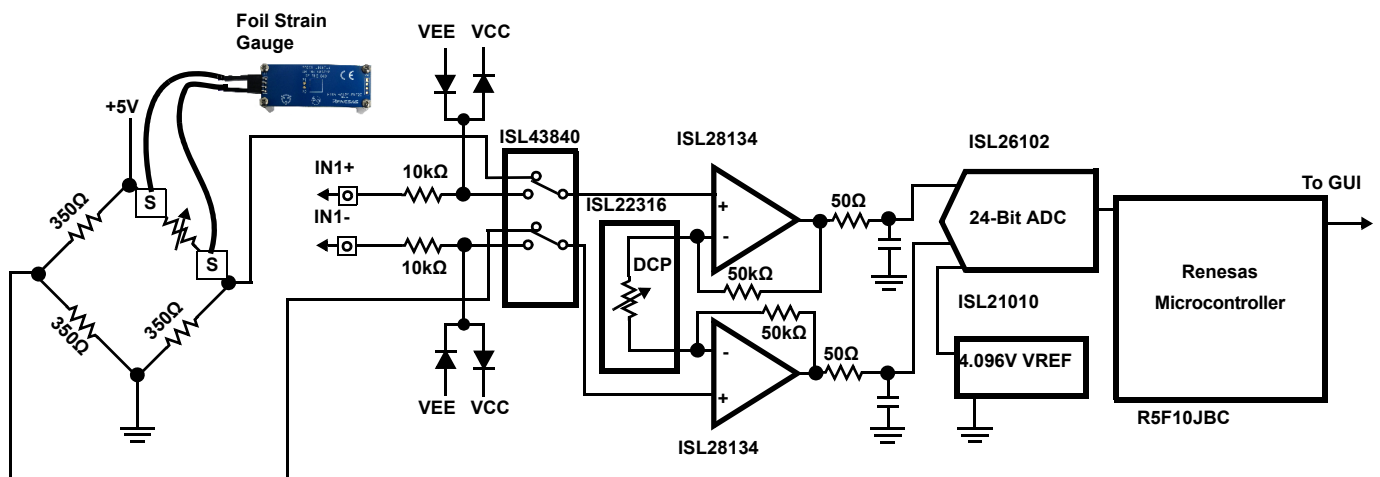 Foil Strain
Gauge
VEE VCC
+5V
ISL43840
ISL28134
ISL26102
IN1+
10kΩ
To GUI
350Ω
S
ISL22316
+
-
50Ω
24-Bit ADC
IN1-
10kΩ
S
DCP
50kΩ
Renesas
Microcontroller
ISL21010
350Ω
350Ω
50kΩ
-
+
50Ω
4.096V VREF
VEE VCC
R5F10JBC
ISL28134